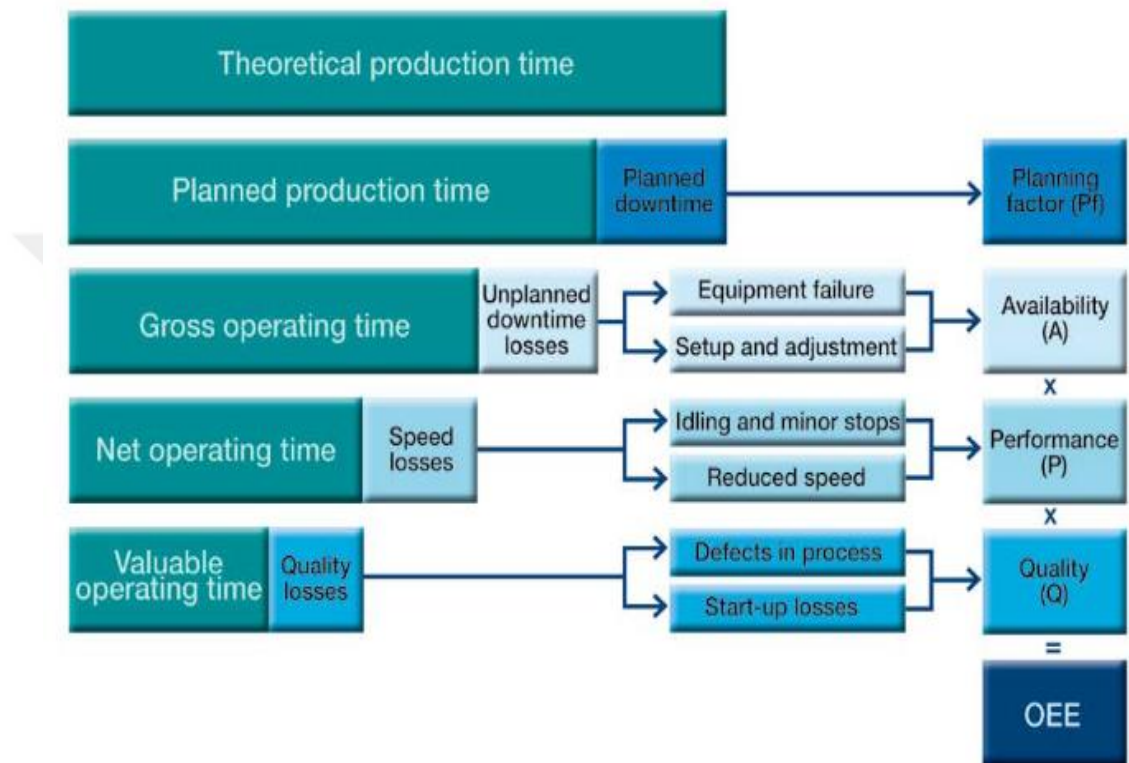 Theoretical production time
Planned production time
Planned
downtime
Planning
factor (Pf)
Gross operating time
Unplanned
downtime
losses
Equipment failure
Setup and adjustment
Availability
(A)
x
Net operating time
Speed
losses
Idling and minor stops
Reduced speed
Performance
(P)
x
Valuable
operating time
Quality
losses
Defects in process
Start-up losses
Quality
(Q)
=
OEE